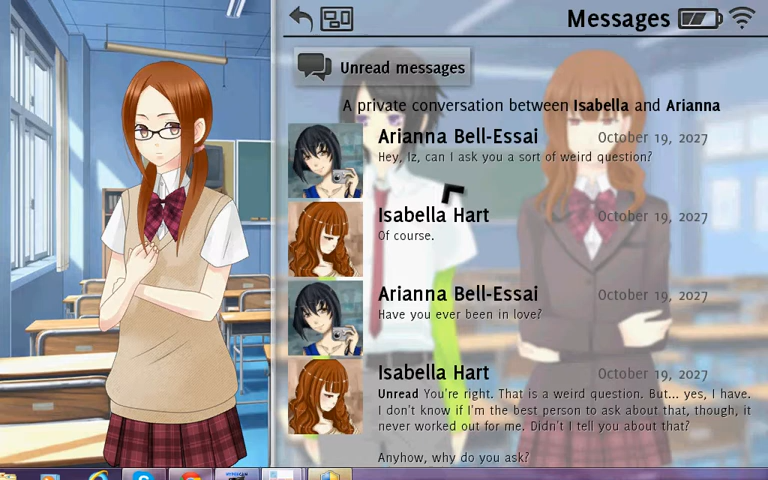 Messages
Unread messages
A private conversation between Isabella and Arianna
Arianna Bell-Essai October 19, 2027
Hey, Iz, can I ask you a sort of weird question?
Isabella Hart October 19, 2027
Of course.
Arianna Bell-Essai October 19, 2027
Have you ever been in love?
Isabella Hart October 19, 2027
Unread You're right. That is a weird question. But... yes, I have.
I don't know if I'm the best person to ask about that, though, it
never worked out for me. Didn't I tell you about that?
Anyhow, why do you ask?